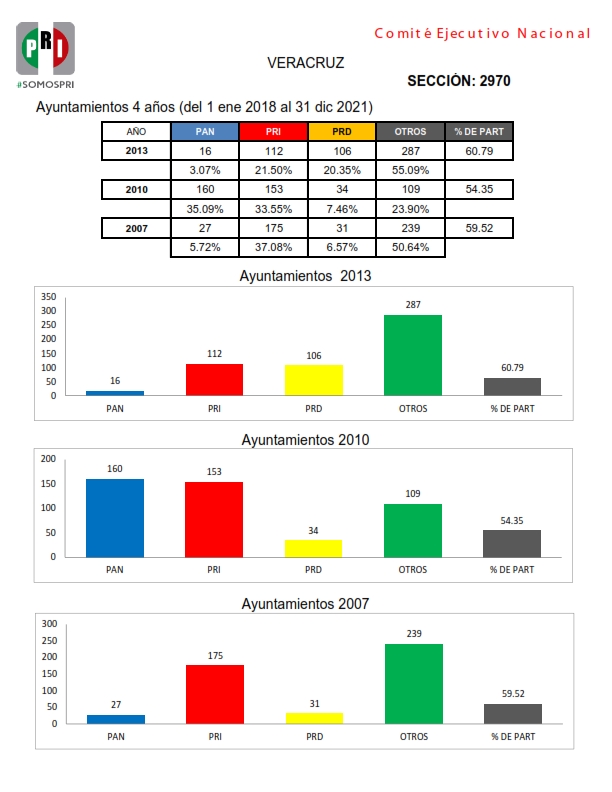 Comité Ejecutivo Nacional
PRI
#SOMOSPRI
VERACRUZ
SECCIÓN: 2970
Ayuntamientos 4 años (del 1 ene 2018 al 31 dic 2021)
AÑO PAN PRI PRD OTROS % DE PART
2013 16 112 106 287 60.79
3.07% 21.50% 20.35% 55.09%
2010 160 153 34 109 54.35
35.09% 33.55% 7.46% 23.90%
2007 27 175 31 239 59.52
5.72% 37.08% 6.57% 50.64%
Ayuntamientos 2013
350
300
250
200
150
100
50
0
16 112 106 287 60.79
PAN PRI PRD OTROS % DE PART
Ayuntamientos 2010
200
150
100
50
0
160 153 34 109 54.35
PAN PRI PRD OTROS % DE PART
Ayuntamientos 2007
300
250
200
150
100
50
0
27 175 31 239 59.52
PAN PRI PRD OTROS % DE PART